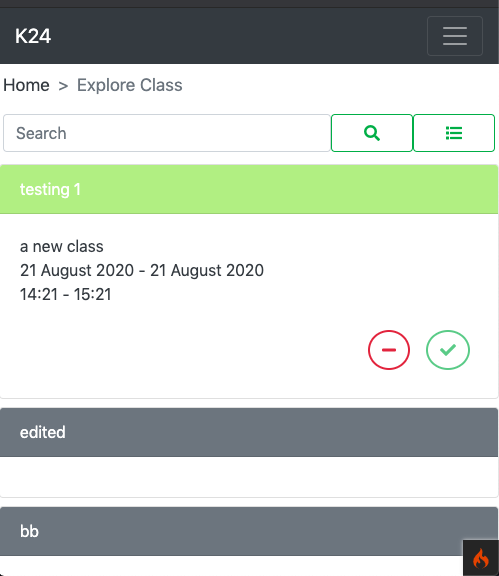 K24
Home > Explore Class
Search
testing 1
a new class
21 August 2020 - 21 August 2020
14:21 - 15:21
edited
bb